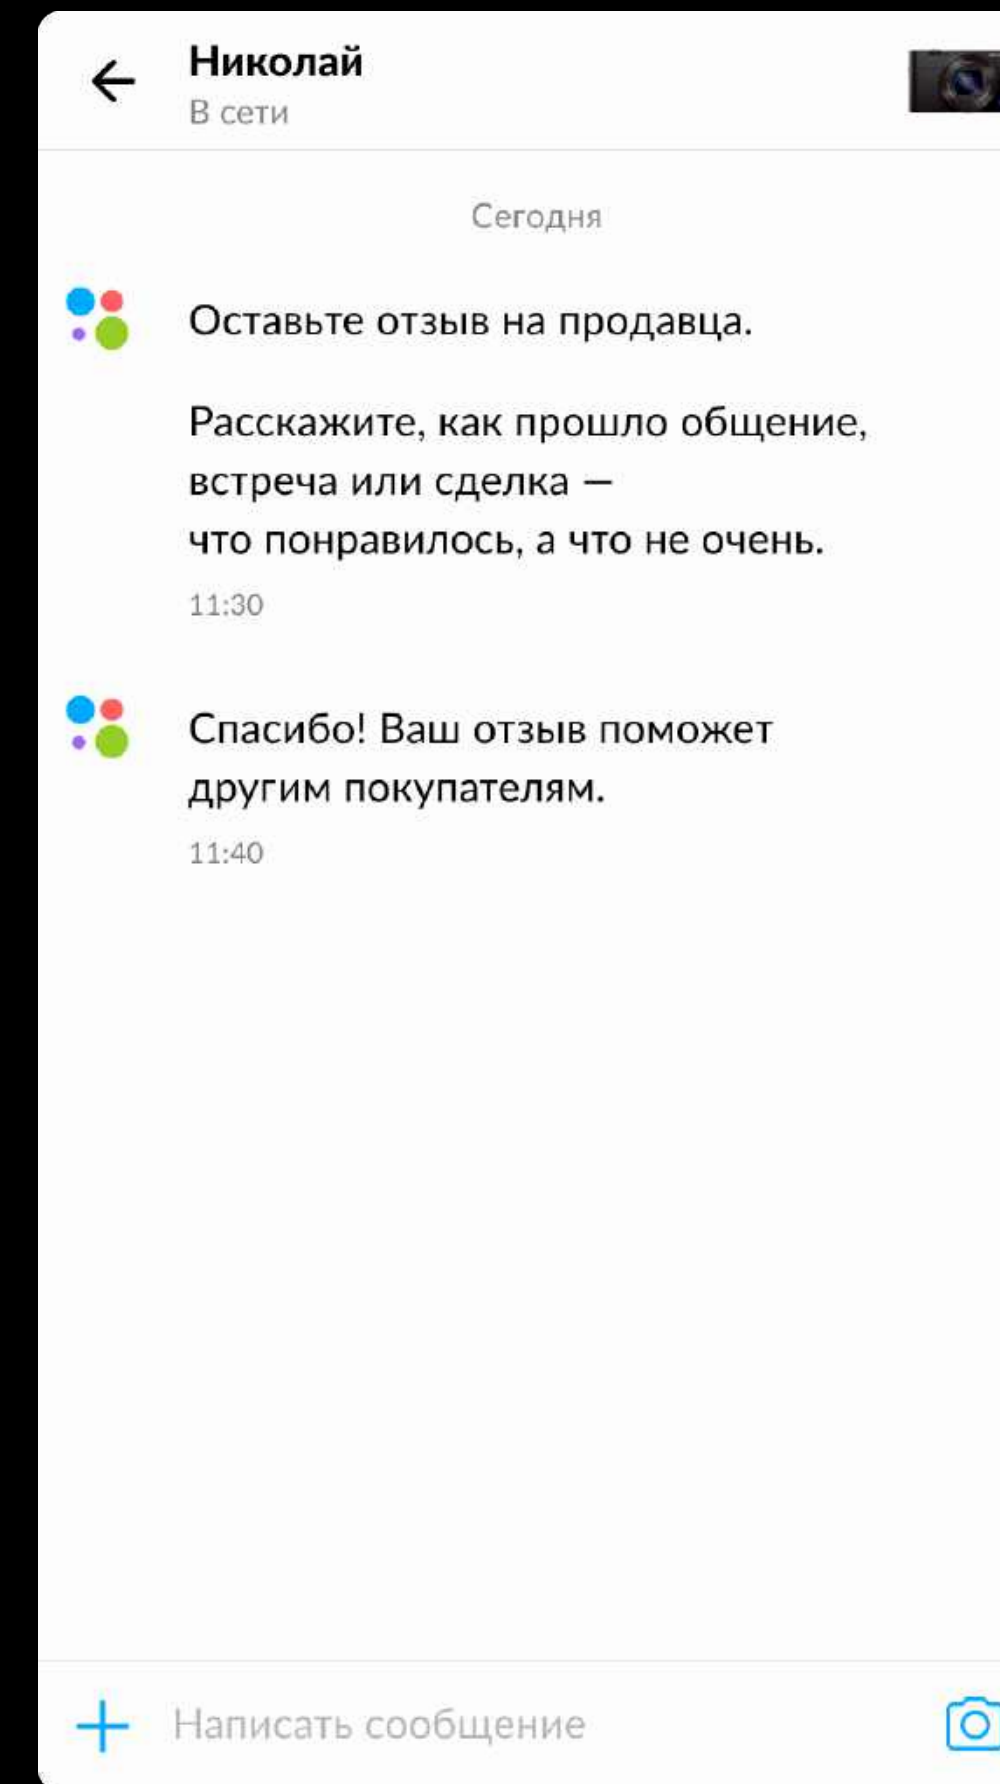 Николай
В сети
Сегодня
Оставьте отзыв на продавца.
Расскажите, как прошло общение,
встреча или сделка —
что понравилось, а что не очень.
11:30
Спасибо! Ваш отзыв поможет
другим покупателям.
11:40
Написать сообщение